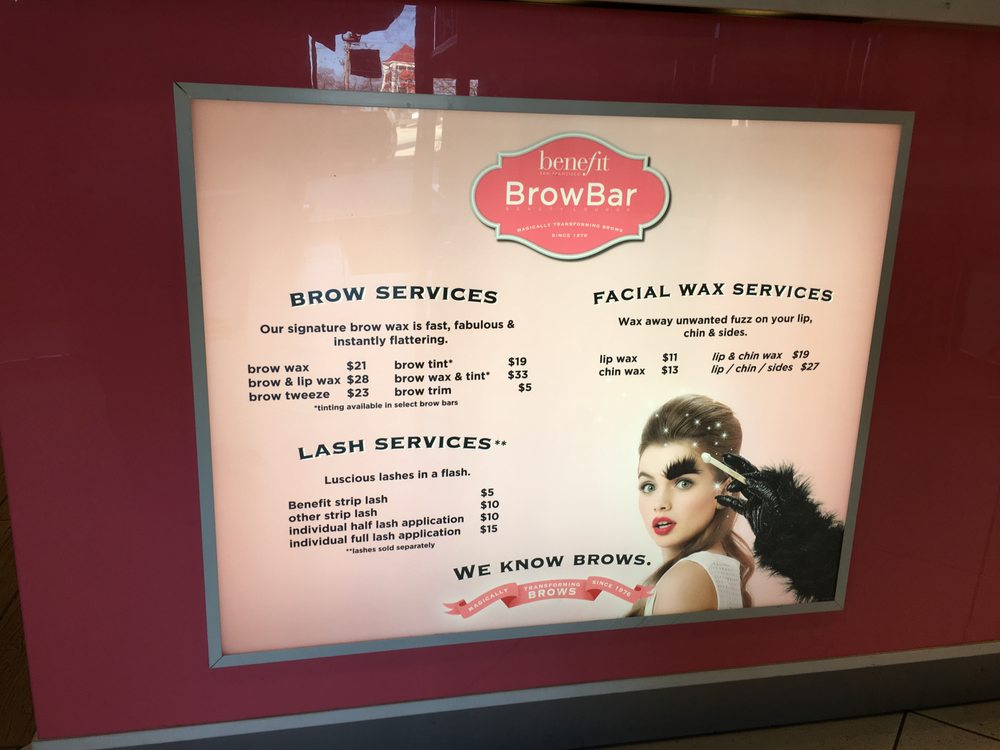 benefit
SAN FRANCISCO
BrowBar
BEAUTY LOUNGE
MAGICALLY TRANSFORMING BROWS
SINCE 1976
BROW SERVICES
Our signature brow wax is fast, fabulous &
instantly flattering.
brow wax $21 brow tint* $19
brow & lip wax $28 brow wax & tint* $33
brow tweeze $23 brow trim $5
*tinting available in select brow bars
FACIAL WAX SERVICES
Wax away unwanted fuzz on your lip,
chin & sides.
lip wax $11 lip & chin wax $19
chin wax $13 lip / chin / sides $27
LASH SERVICES**
Luscious lashes in a flash.
Benefit strip lash $5
other strip lash $10
individual half lash application $10
individual full lash application $15
**lashes sold separately
WE KNOW BROWS.
MAGICALLY TRANSFORMING BROWS SINCE 1976